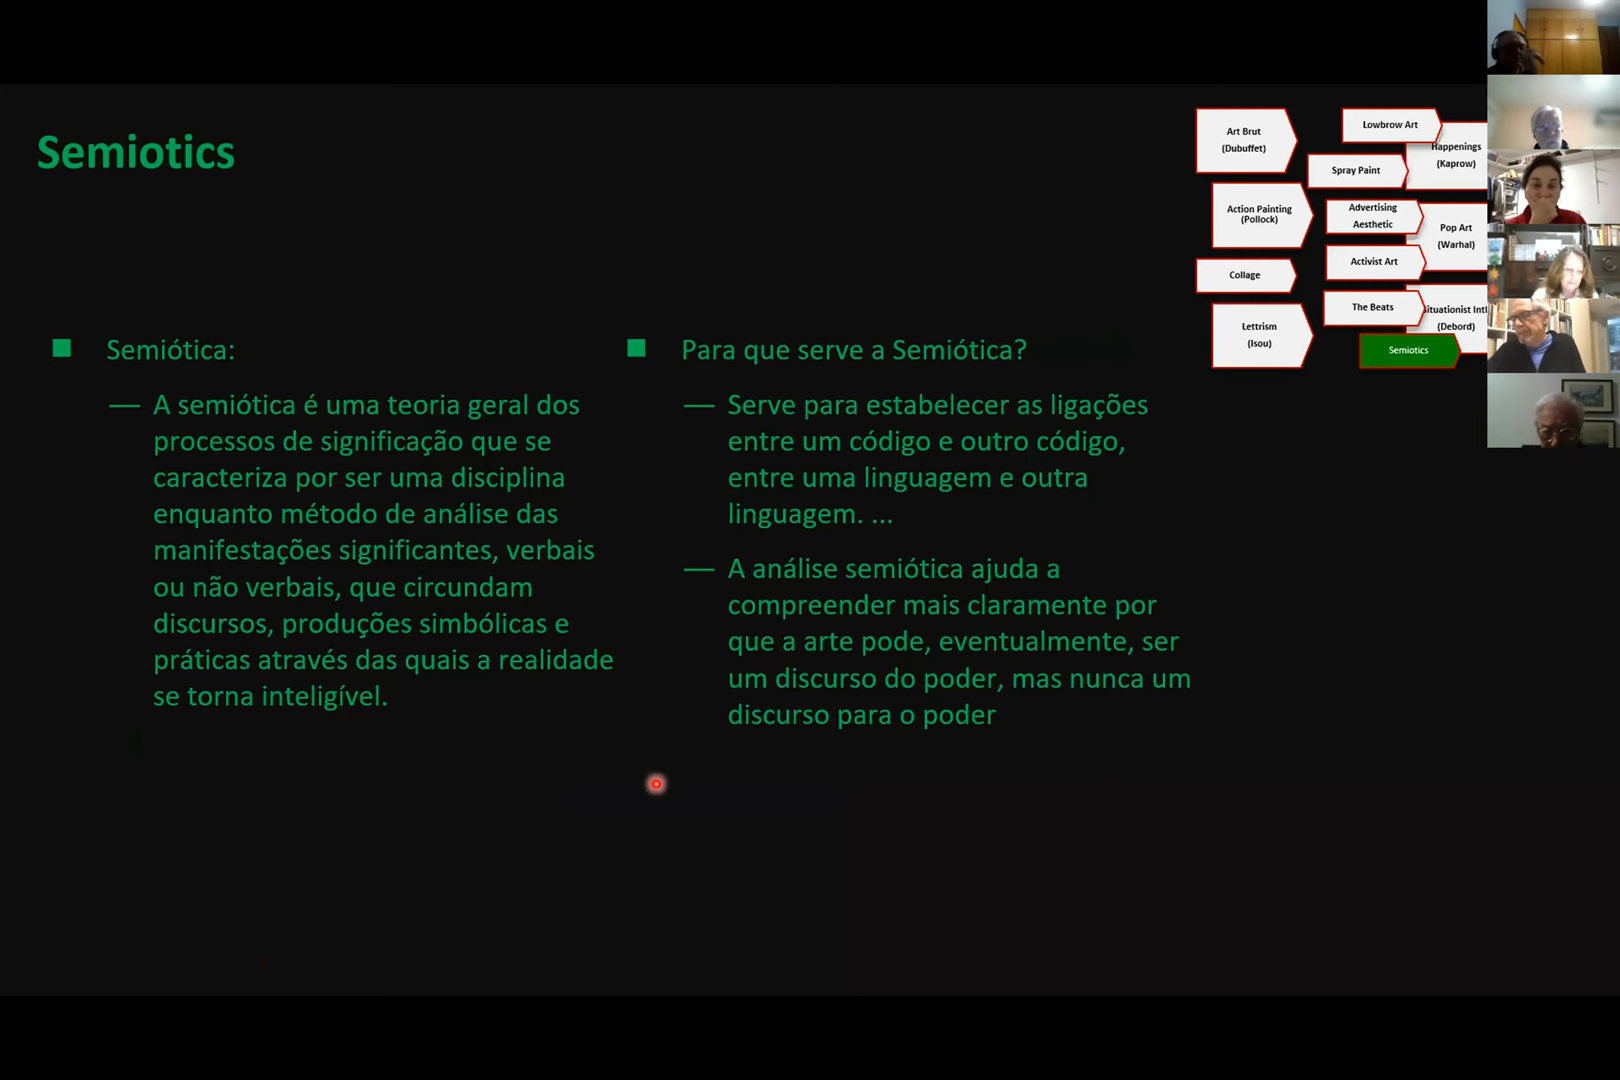 Semiotics
Semiótica:
— A semiótica é uma teoria geral dos
processos de significação que se
caracteriza por ser uma disciplina
enquanto método de análise das
manifestações significantes, verbais
ou não verbais, que circundam
discursos, produções simbólicas e
práticas através das quais a realidade
se torna inteligível.
Para que serve a Semiótica?
— Serve para estabelecer as ligações
entre um código e outro código,
entre uma linguagem e outra
linguagem. ...
— A análise semiótica ajuda a
compreender mais claramente por
que a arte pode, eventualmente, ser
um discurso do poder, mas nunca um
discurso para o poder
Art Brut
(Dubuffet)
Action Painting
(Pollock)
Collage
Lettrism
(Isou)
Lowbrow Art
Spray Paint
Advertising
Aesthetic
Activist Art
The Beats
Semiotics
Happenings
(Kaprow)
Pop Art
(Warhal)
ituationist Intl
(Debord)